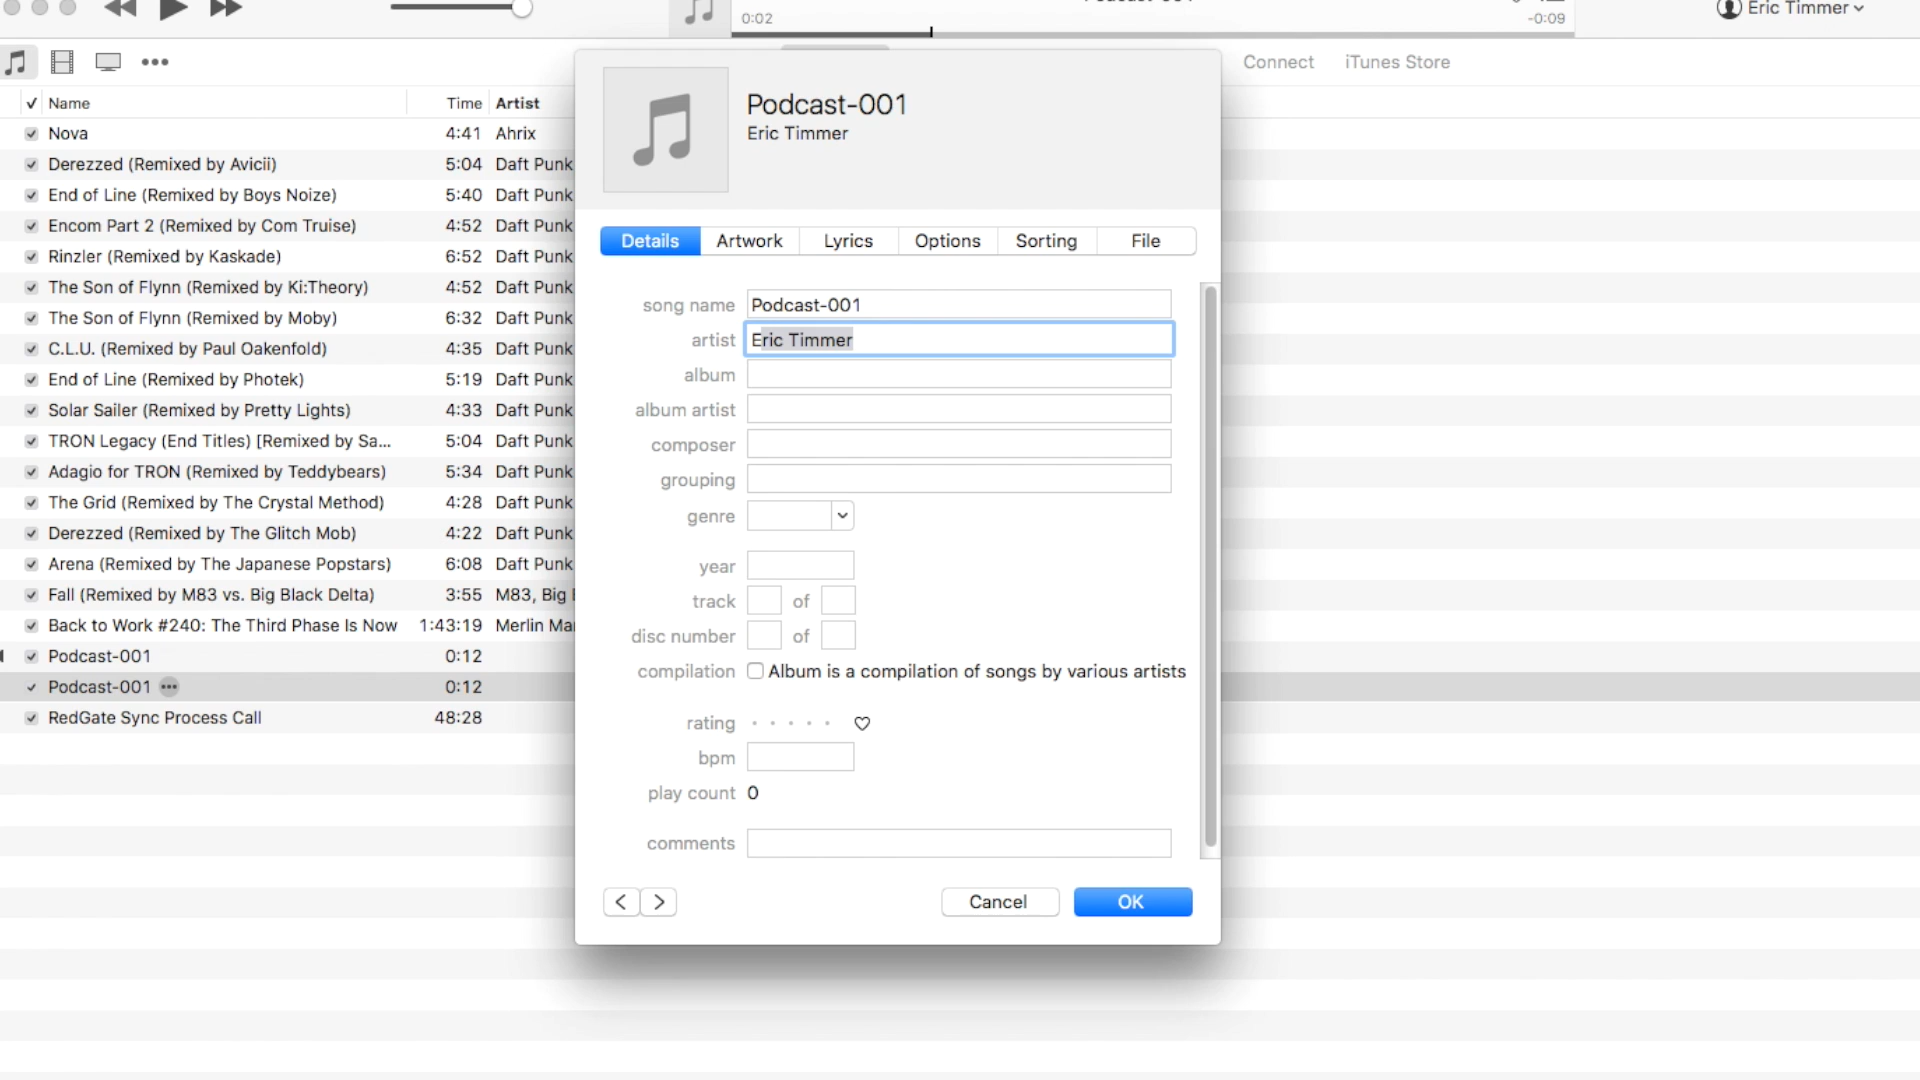 0:02
-0:09
Eric Timmer
Connect
iTunes Store
Name
Time
Artist
Nova 4:41 Ahrix
Derezzed (Remixed by Avicii) 5:04 Daft Punk
End of Line (Remixed by Boys Noize) 5:40 Daft Punk
Encom Part 2 (Remixed by Com Truise) 4:52 Daft Punk
Rinzler (Remixed by Kaskade) 6:52 Daft Punk
The Son of Flynn (Remixed by Ki:Theory) 4:52 Daft Punk
The Son of Flynn (Remixed by Moby) 6:32 Daft Punk
C.L.U. (Remixed by Paul Oakenfold) 4:35 Daft Punk
End of Line (Remixed by Photek) 5:19 Daft Punk
Solar Sailer (Remixed by Pretty Lights) 4:33 Daft Punk
TRON Legacy (End Titles) [Remixed by Sa... 5:04 Daft Punk
Adagio for TRON (Remixed by Teddybears) 5:34 Daft Punk
The Grid (Remixed by The Crystal Method) 4:28 Daft Punk
Derezzed (Remixed by The Glitch Mob) 4:22 Daft Punk
Arena (Remixed by The Japanese Popstars) 6:08 Daft Punk
Fall (Remixed by M83 vs. Big Black Delta) 3:55 M83, Big
Back to Work #240: The Third Phase Is Now 1:43:19 Merlin Ma
Podcast-001 0:12
Podcast-001 ••• 0:12
RedGate Sync Process Call 48:28
Podcast-001
Eric Timmer
Details Artwork Lyrics Options Sorting File
song name Podcast-001
artist Eric Timmer
album
album artist
composer
grouping
genre
year
track of
disc number of
compilation Album is a compilation of songs by various artists
rating
bpm
play count 0
comments
< > Cancel OK